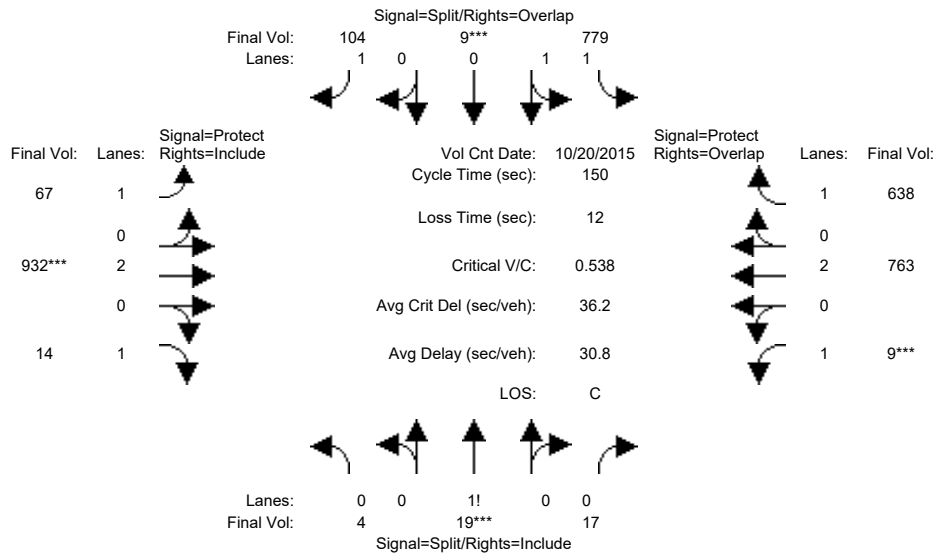 Signal=Split/Rights=Overlap
Final Vol: 104 9*** 779
Lanes: 1 0 0 1 1
Signal=Protect Signal=Protect
Final Vol: Lanes: Rights=Include Vol Cnt Date: 10/20/2015 Rights=Overlap Lanes: Final Vol:
Cycle Time (sec): 150
67 1 1 638
Loss Time (sec): 12
0 0
932*** 2 Critical V/C: 0.538 2 763
0 Avg Crit Del (sec/veh): 36.2 0
14 1 Avg Delay (sec/veh): 30.8 1 9***
LOS: C
Lanes: 0 0 1! 0 0
Final Vol: 4 19*** 17
Signal=Split/Rights=Include